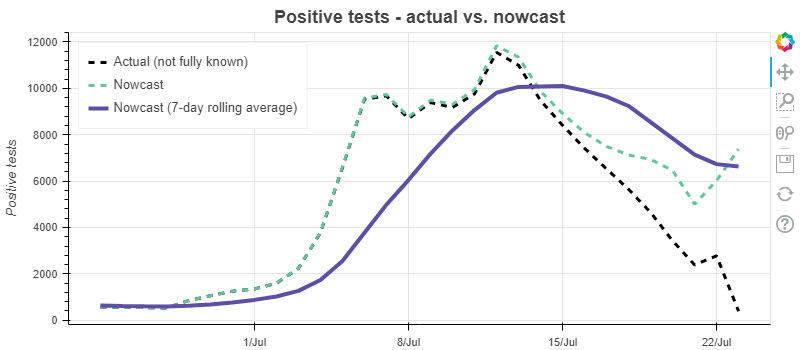 Positive tests - actual vs. nowcast
12000
10000
8000
6000
4000
2000
0
Positive tests
Actual (not fully known)
Nowcast
Nowcast (7-day rolling average)
1/Jul
8/Jul
15/Jul
22/Jul
?